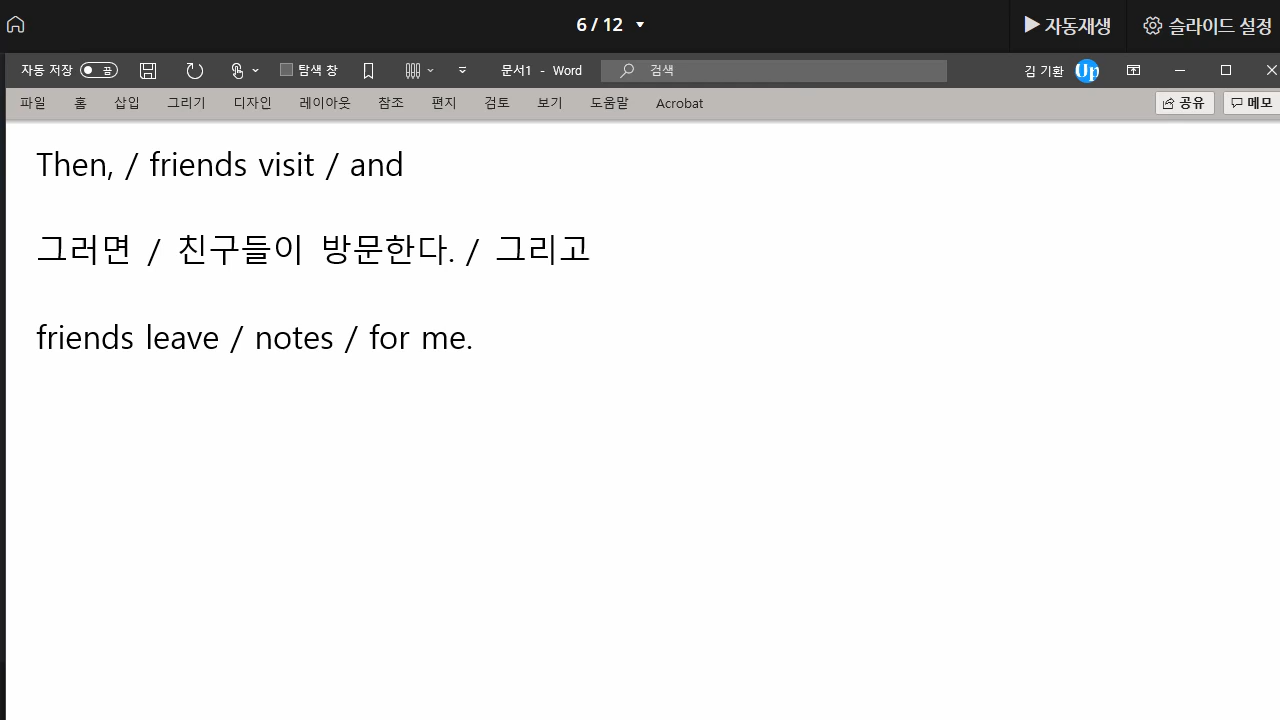 6 / 12
자동재생
슬라이드 설정
자동 저장 끔 탐색 창 문서1 - Word 검색 김 기환 Up
파일 홈 삽입 그리기 디자인 레이아웃 참조 편지 검토 보기 도움말 Acrobat 공유 메모
Then, / friends visit / and
그러면 / 친구들이 방문한다. / 그리고
friends leave / notes / for me.